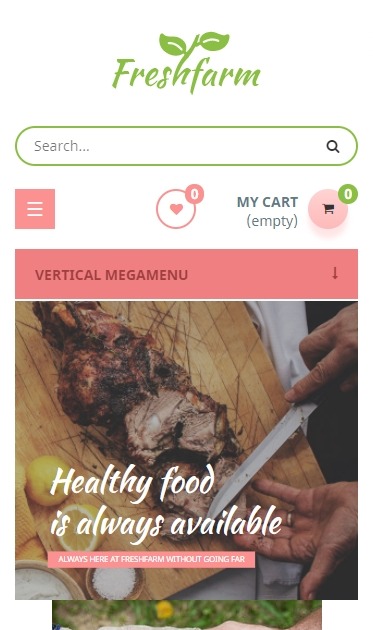 Freshfarm
Search...
0
MY CART
(empty)
0
VERTICAL MEGAMENU
Healthy food
is always available
ALWAYS HERE AT FRESHFARM WITHOUT GOING FAR